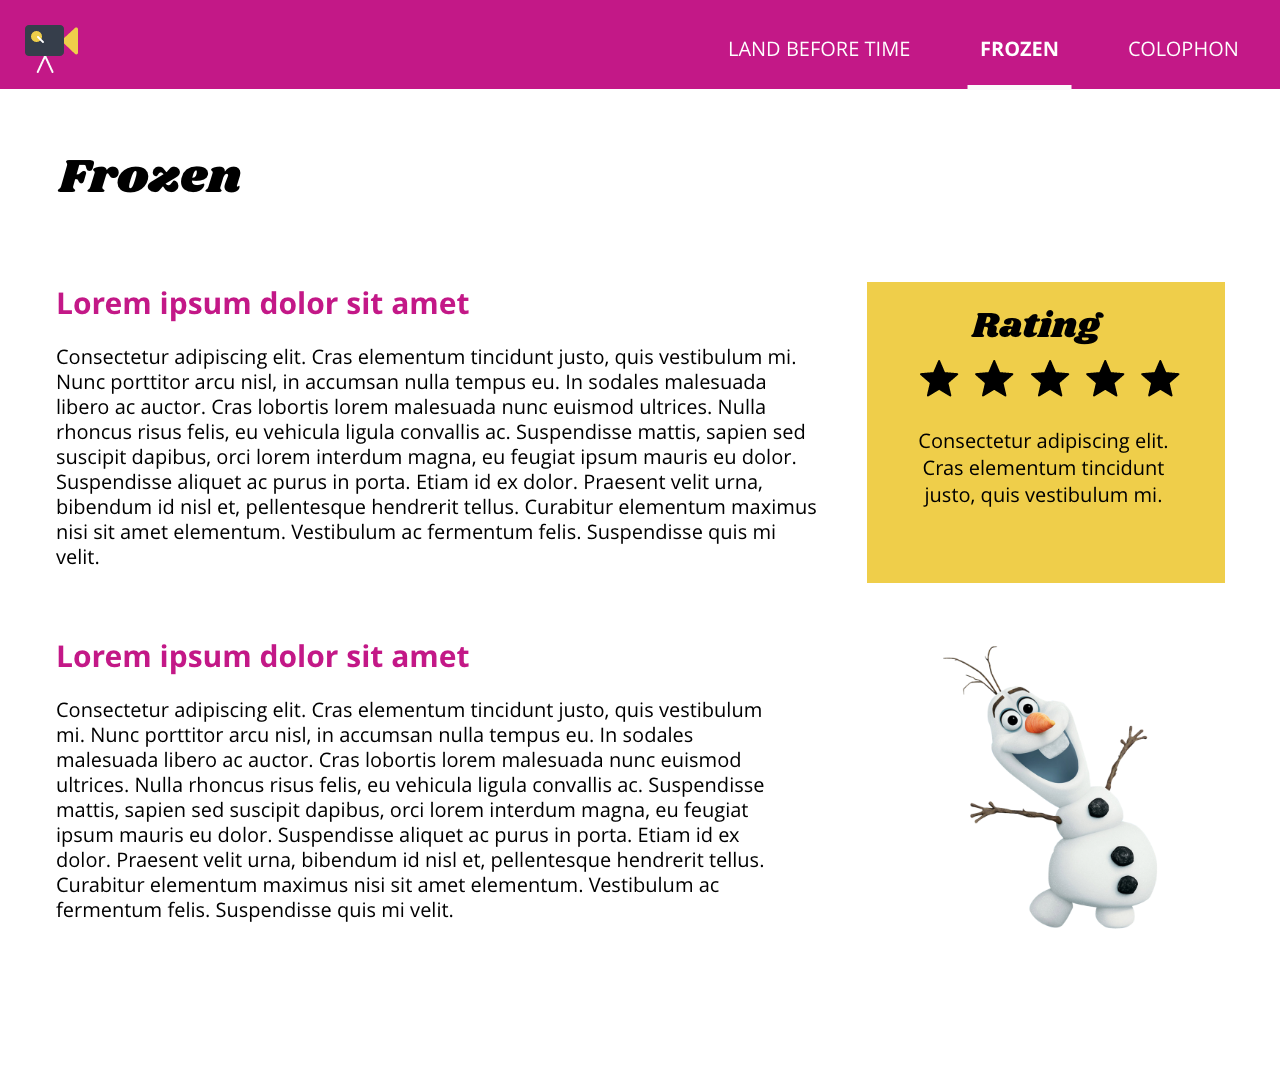 LAND BEFORE TIME FROZEN COLOPHON
Frozen
Lorem ipsum dolor sit amet
Consectetur adipiscing elit. Cras elementum tincidunt justo, quis vestibulum mi.
Nunc porttitor arcu nisl, in accumsan nulla tempus eu. In sodales malesuada
libero ac auctor. Cras lobortis lorem malesuada nunc euismod ultrices. Nulla
rhoncus risus felis, eu vehicula ligula convallis ac. Suspendisse mattis, sapien sed
suscipit dapibus, orci lorem interdum magna, eu feugiat ipsum mauris eu dolor.
Suspendisse aliquet ac purus in porta. Etiam id ex dolor. Praesent velit urna,
bibendum id nisl et, pellentesque hendrerit tellus. Curabitur elementum maximus
nisi sit amet elementum. Vestibulum ac fermentum felis. Suspendisse quis mi
velit.
Rating
Consectetur adipiscing elit.
Cras elementum tincidunt
justo, quis vestibulum mi.
Lorem ipsum dolor sit amet
Consectetur adipiscing elit. Cras elementum tincidunt justo, quis vestibulum
mi. Nunc porttitor arcu nisl, in accumsan nulla tempus eu. In sodales
malesuada libero ac auctor. Cras lobortis lorem malesuada nunc euismod
ultrices. Nulla rhoncus risus felis, eu vehicula ligula convallis ac. Suspendisse
mattis, sapien sed suscipit dapibus, orci lorem interdum magna, eu feugiat
ipsum mauris eu dolor. Suspendisse aliquet ac purus in porta. Etiam id ex
dolor. Praesent velit urna, bibendum id nisl et, pellentesque hendrerit tellus.
Curabitur elementum maximus nisi sit amet elementum. Vestibulum ac
fermentum felis. Suspendisse quis mi velit.